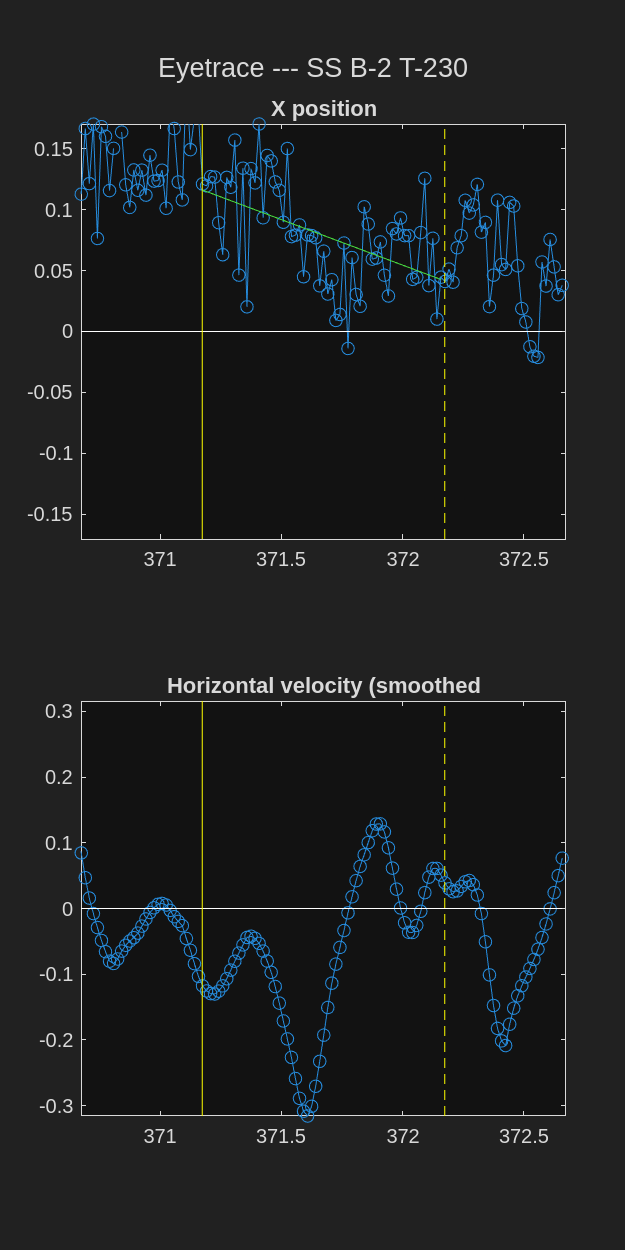 Eyetrace --- SS B-2 T-230
X position
0.15
0.1
0.05
0
-0.05
-0.1
-0.15
371 371.5 372 372.5
Horizontal velocity (smoothed
0.3
0.2
0.1
0
-0.1
-0.2
-0.3
371 371.5 372 372.5